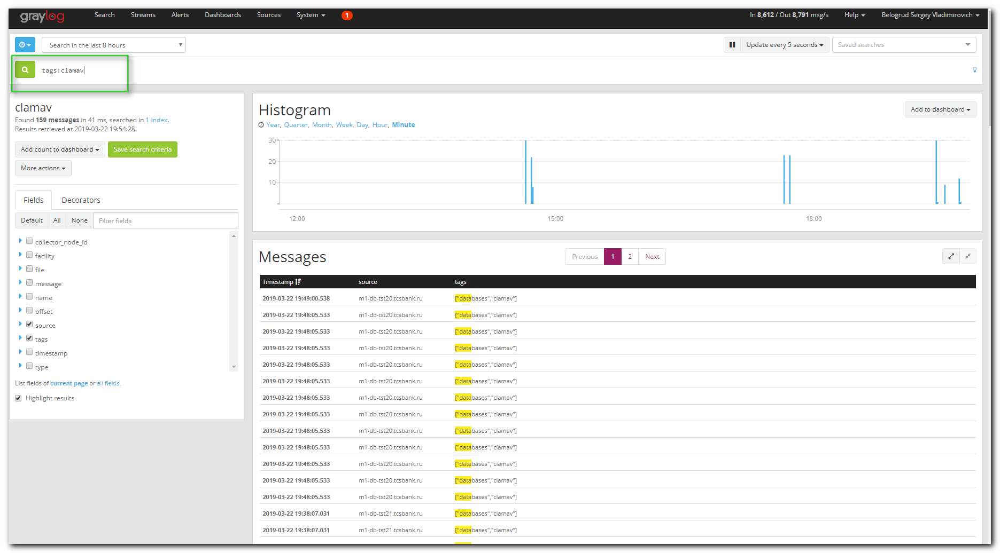 graylog Search Streams Alerts Dashboards Sources System 1 In 8,612 / Out 8,791 msg/s Help Belogrud Sergey Vladimirovich
Search in the last 8 hours Update every 5 seconds Saved searches
tags:clamav
clamav
Found 159 messages in 41 ms, searched in 1 index.
Results retrieved at 2019-03-22 19:54:28.
Add count to dashboard Save search criteria
More actions
Fields Decorators
Default All None Filter fields
collector_node_id
facility
file
message
name
offset
source
tags
timestamp
type
List fields of current page or all fields.
Highlight results
Histogram Add to dashboard
Year, Quarter, Month, Week, Day, Hour, Minute
30
20
10
12:00 15:00 18:00
Messages Previous 1 2 Next
Timestamp source tags
2019-03-22 19:49:00.538 m1-db-tst20.tcsbank.ru ["databases","clamav"]
2019-03-22 19:48:05.533 m1-db-tst20.tcsbank.ru ["databases","clamav"]
2019-03-22 19:48:05.533 m1-db-tst20.tcsbank.ru ["databases","clamav"]
2019-03-22 19:48:05.533 m1-db-tst20.tcsbank.ru ["databases","clamav"]
2019-03-22 19:48:05.533 m1-db-tst20.tcsbank.ru ["databases","clamav"]
2019-03-22 19:48:05.533 m1-db-tst20.tcsbank.ru ["databases","clamav"]
2019-03-22 19:48:05.533 m1-db-tst20.tcsbank.ru ["databases","clamav"]
2019-03-22 19:48:05.533 m1-db-tst20.tcsbank.ru ["databases","clamav"]
2019-03-22 19:48:05.533 m1-db-tst20.tcsbank.ru ["databases","clamav"]
2019-03-22 19:48:05.533 m1-db-tst20.tcsbank.ru ["databases","clamav"]
2019-03-22 19:48:05.533 m1-db-tst20.tcsbank.ru ["databases","clamav"]
2019-03-22 19:48:05.533 m1-db-tst20.tcsbank.ru ["databases","clamav"]
2019-03-22 19:48:05.533 m1-db-tst20.tcsbank.ru ["databases","clamav"]
2019-03-22 19:38:07.031 m1-db-tst21.tcsbank.ru ["databases","clamav"]
2019-03-22 19:38:07.031 m1-db-tst21.tcsbank.ru ["databases","clamav"]